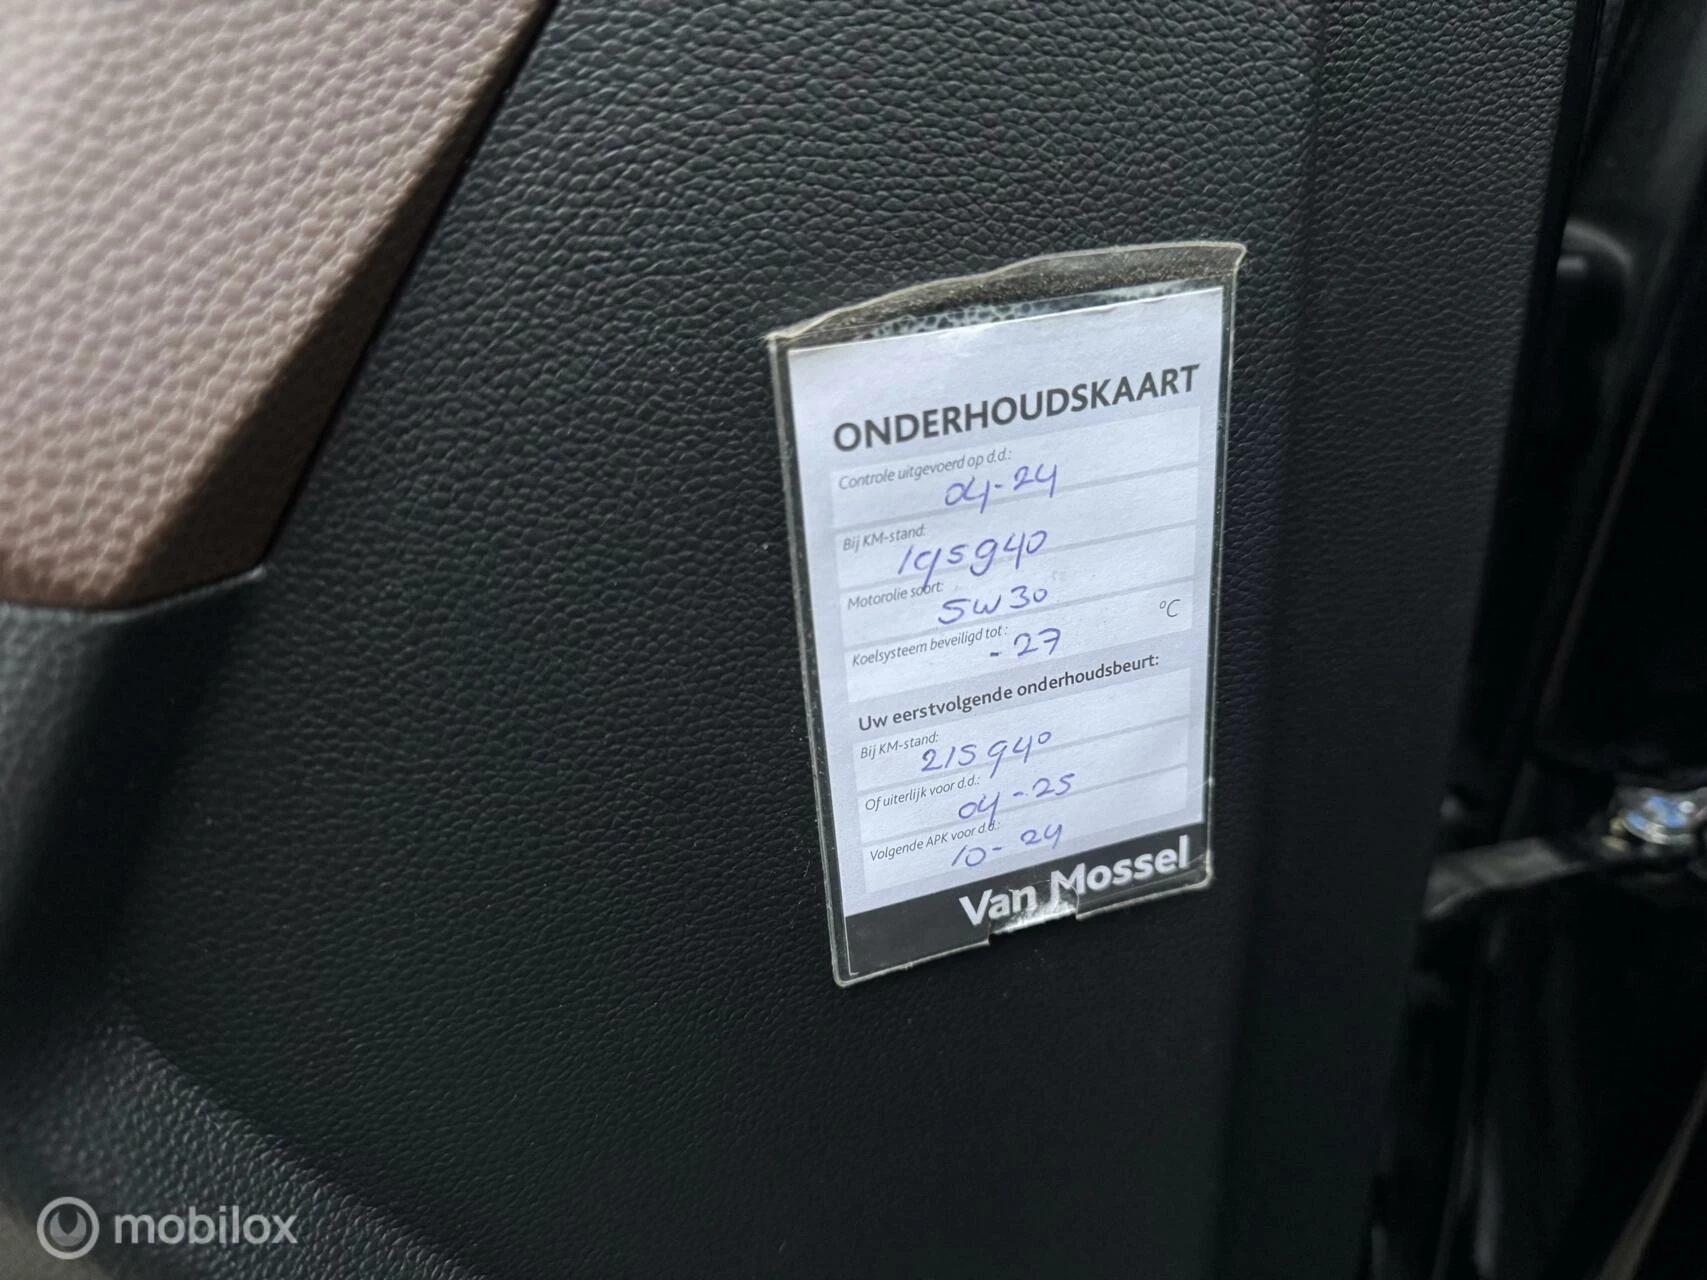 ONDERHOUDSKAART
Controle uitgevoerd op d.d.:
04-24
Bij KM-stand:
195940
Motorolie soort:
5W30
Koelsysteem beveiligd tot:
-27 °C
Uw eerstvolgende onderhoudsbeurt:
Bij KM-stand:
215940
Of uiterlijk voor d.d.:
04-25
Volgende APK voor d.d.:
10-24
Van Mossel
mobilox